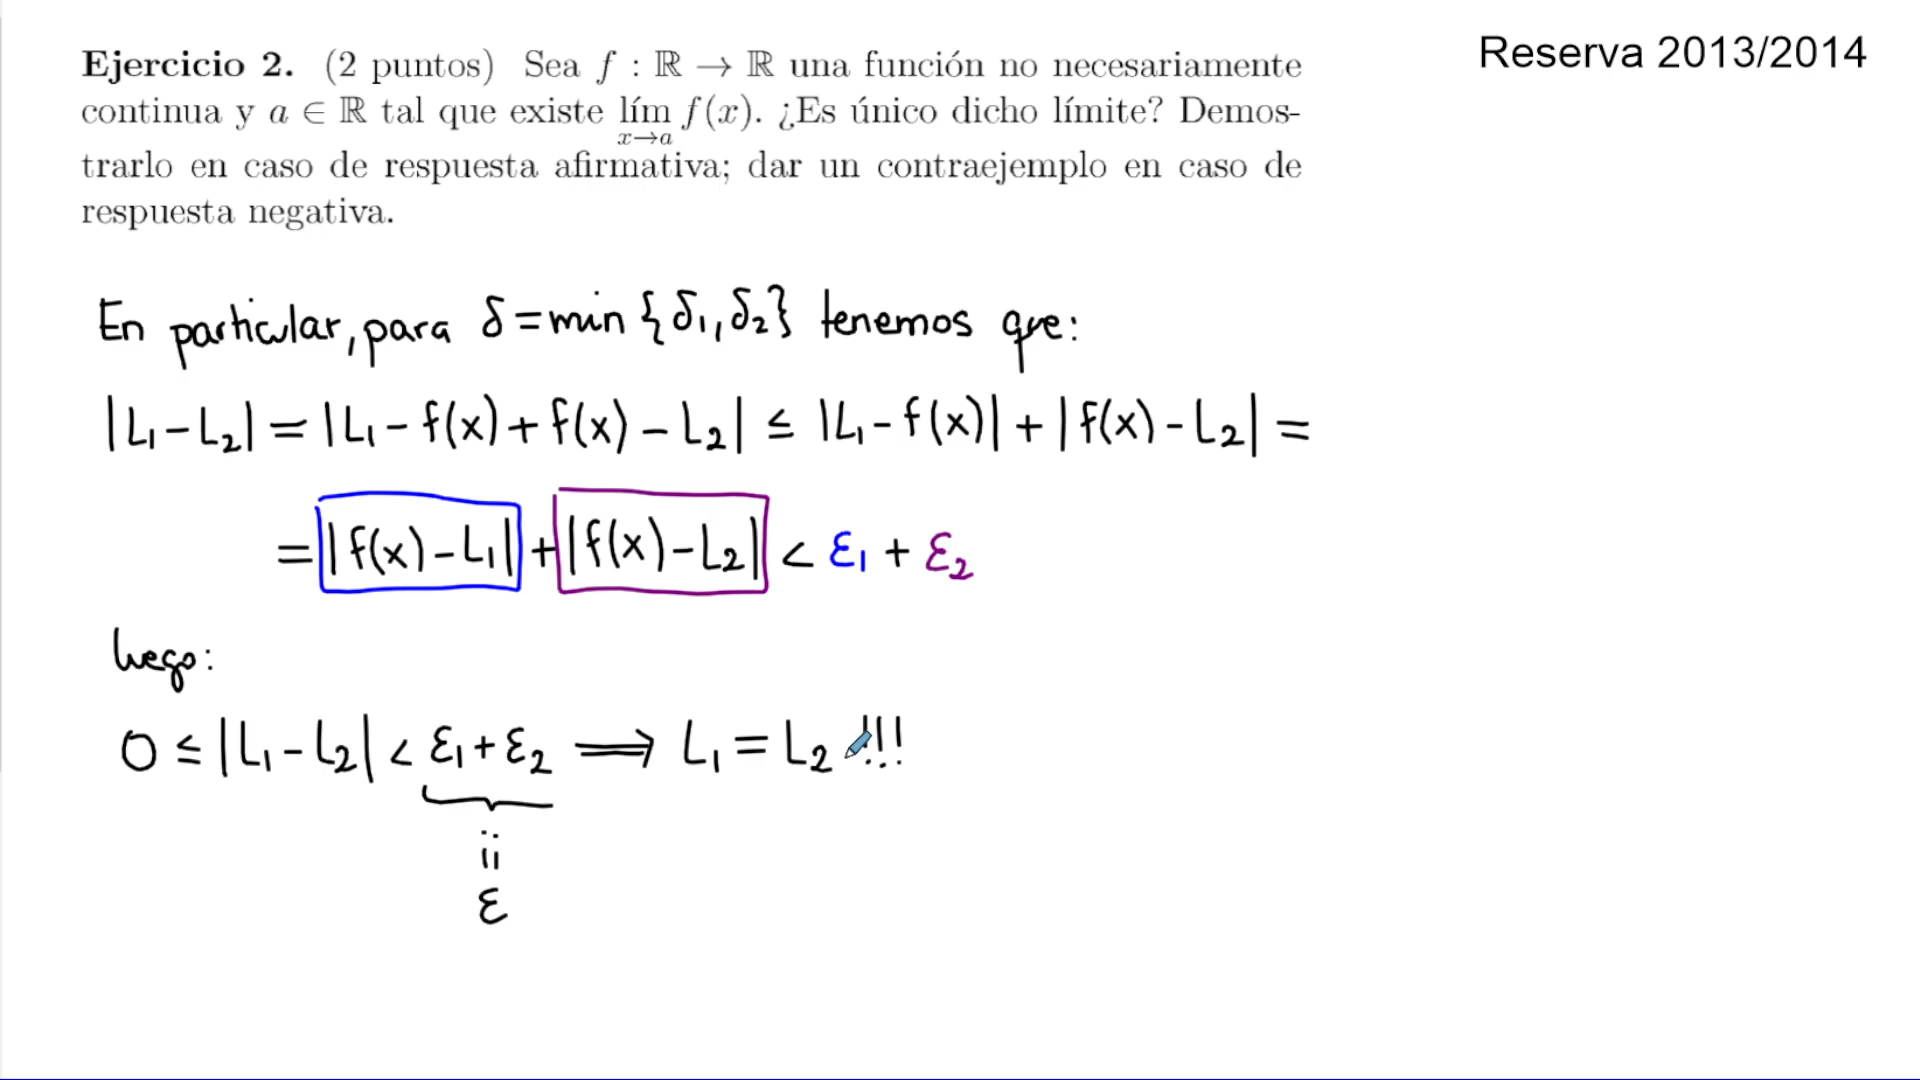 Reserva 2013/2014
Ejercicio 2. (2 puntos) Sea f : ℝ → ℝ una función no necesariamente
continua y a ∈ ℝ tal que existe lím x→a f(x). ¿Es único dicho límite? Demos-
trarlo en caso de respuesta afirmativa; dar un contraejemplo en caso de
respuesta negativa.
En particular, para δ = min {δ₁, δ₂} tenemos que:
|L₁ - L₂| = |L₁ - f(x) + f(x) - L₂| ≤ |L₁ - f(x)| + |f(x) - L₂| =
= |f(x) - L₁| + |f(x) - L₂| < ε₁ + ε₂
luego:
0 ≤ |L₁ - L₂| < ε₁ + ε₂ ⟹ L₁ = L₂ !!!
¨
ıı
ε